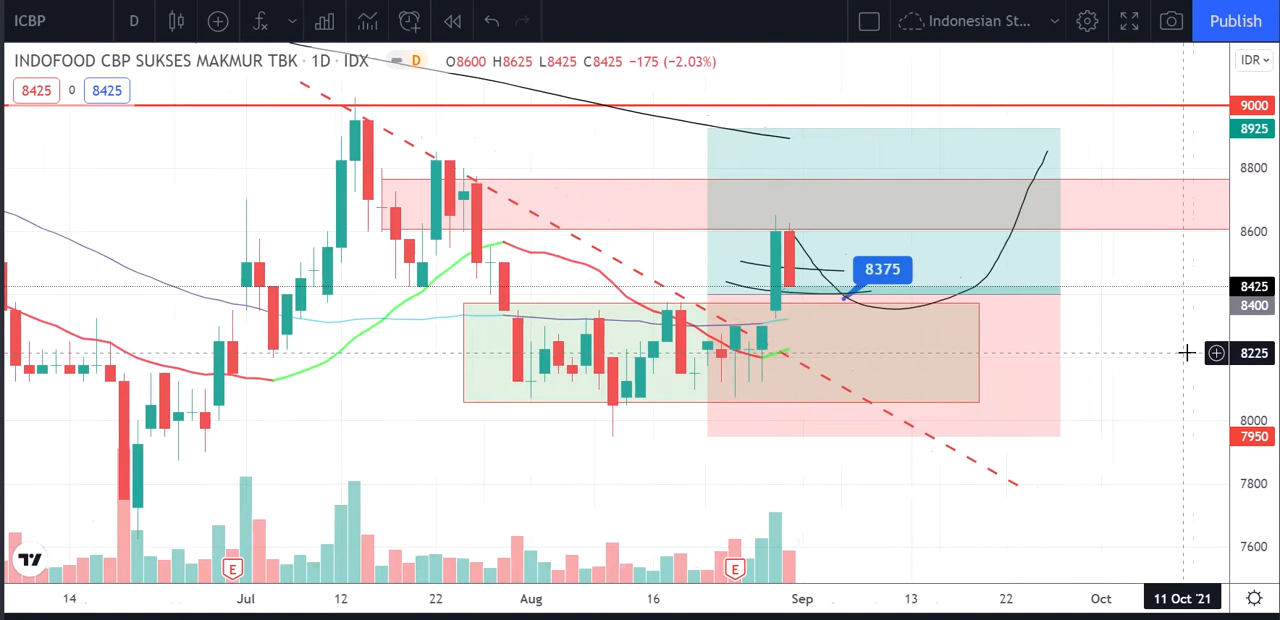 ICBP D Indonesian St... Publish
INDOFOOD CBP SUKSES MAKMUR TBK · 1D · IDX D O8600 H8625 L8425 C8425 −175 (−2.03%) IDR
8425 0 8425
9000
8925
8800
8600
8375
8425
8400
8225
8000
7950
7800
7600
E E
14 Jul 12 22 Aug 16 Sep 13 22 Oct 11 Oct '21